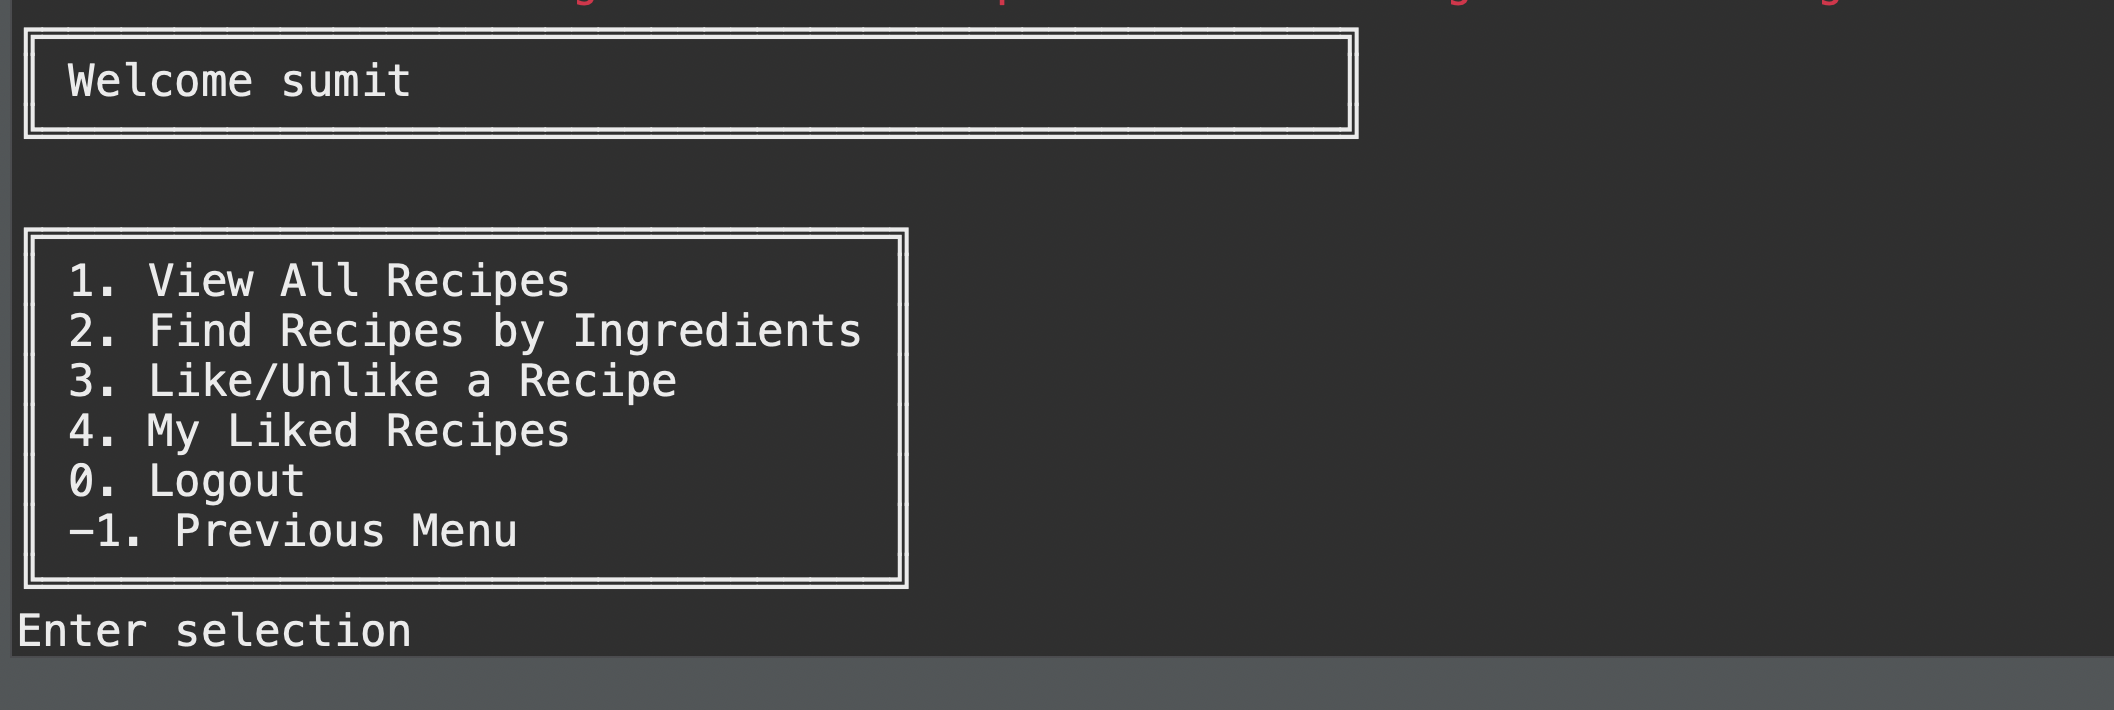 Welcome sumit
1. View All Recipes
2. Find Recipes by Ingredients
3. Like/Unlike a Recipe
4. My Liked Recipes
0. Logout
-1. Previous Menu
Enter selection